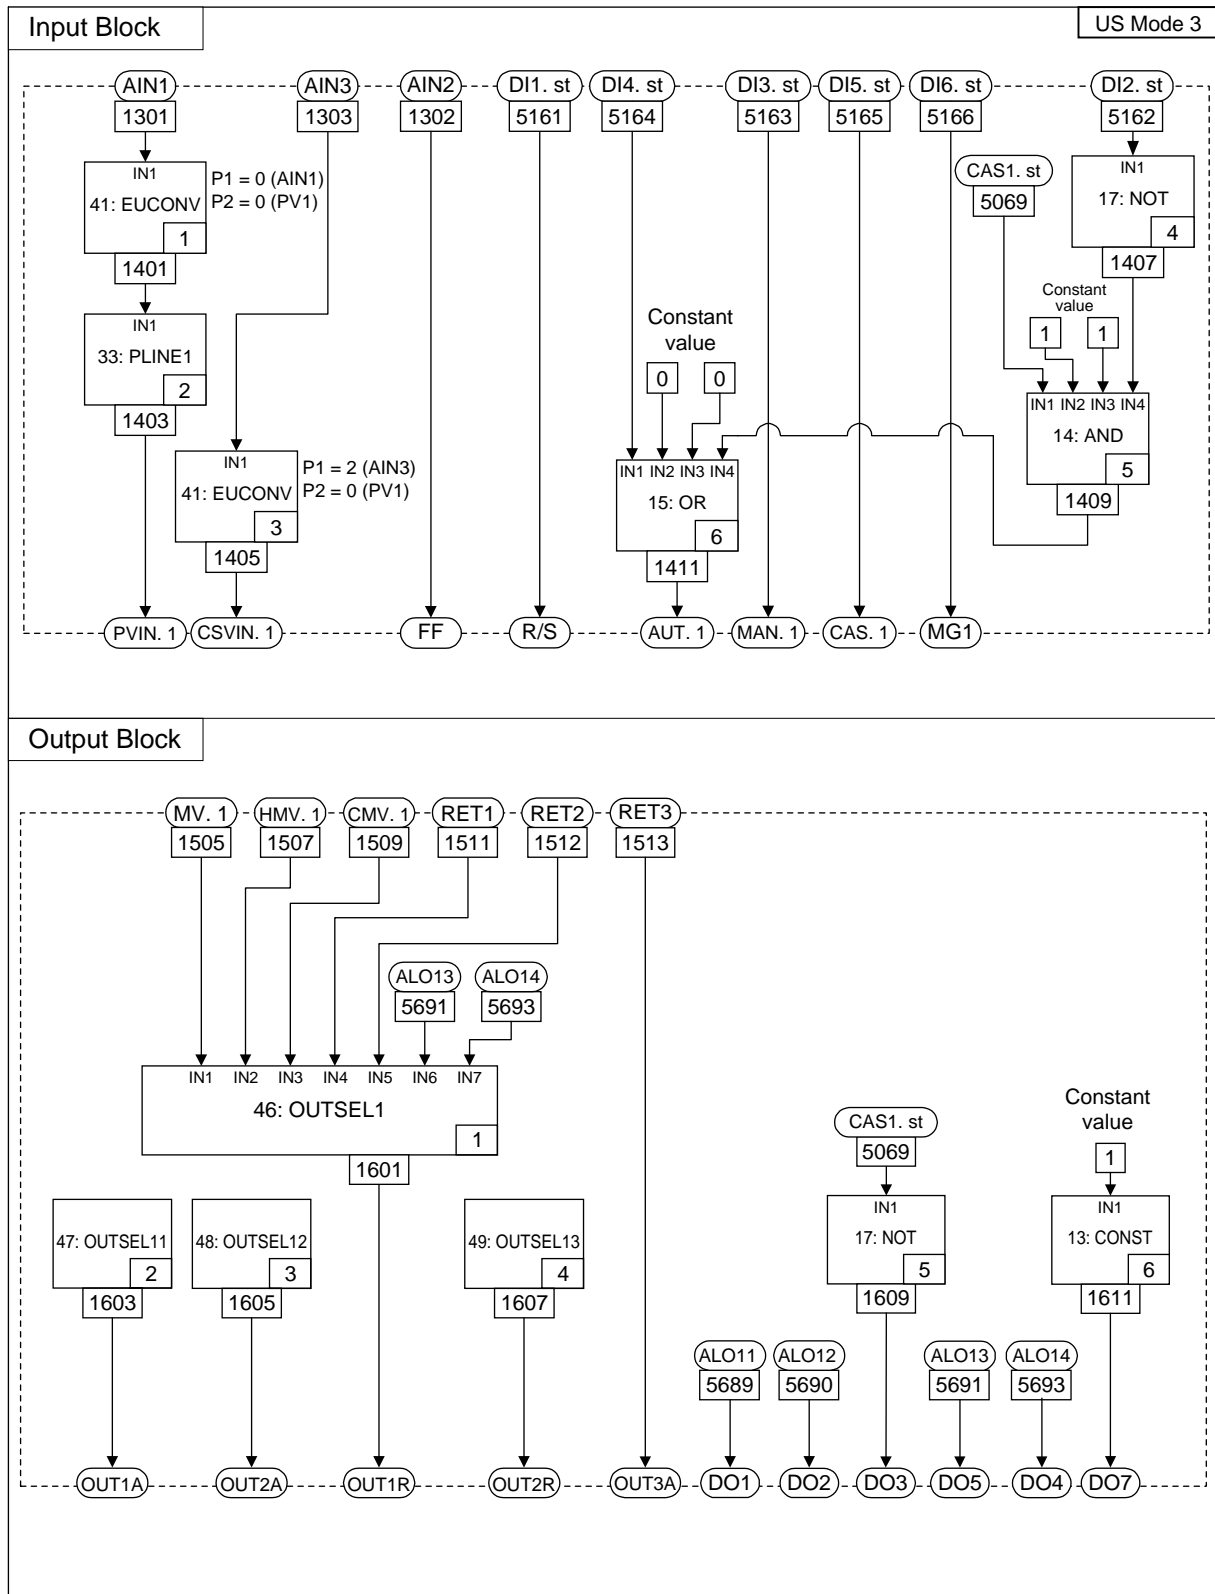 Input Block
US Mode 3
AIN1 AIN3 AIN2 DI1. st DI4. st DI3. st DI5. st DI6. st DI2. st
1301 1303 1302 5161 5164 5163 5165 5166 5162
IN1
41: EUCONV
1
P1 = 0 (AIN1)
P2 = 0 (PV1)
1401
CAS1. st
5069
IN1
17: NOT
4
1407
IN1
33: PLINE1
2
1403
Constant
value
0 0
Constant
value
1 1
IN1
41: EUCONV
3
P1 = 2 (AIN3)
P2 = 0 (PV1)
1405
IN1 IN2 IN3 IN4
15: OR
6
1411
IN1 IN2 IN3 IN4
14: AND
5
1409
PVIN. 1 CSVIN. 1 FF R/S AUT. 1 MAN. 1 CAS. 1 MG1
Output Block
MV. 1 HMV. 1 CMV. 1 RET1 RET2 RET3
1505 1507 1509 1511 1512 1513
ALO13 ALO14
5691 5693
IN1 IN2 IN3 IN4 IN5 IN6 IN7
46: OUTSEL1
1
1601
CAS1. st
5069
Constant
value
1
47: OUTSEL11
2
1603
48: OUTSEL12
3
1605
49: OUTSEL13
4
1607
IN1
17: NOT
5
1609
IN1
13: CONST
6
1611
ALO11 ALO12 ALO13 ALO14
5689 5690 5691 5693
OUT1A OUT2A OUT1R OUT2R OUT3A DO1 DO2 DO3 DO5 DO4 DO7